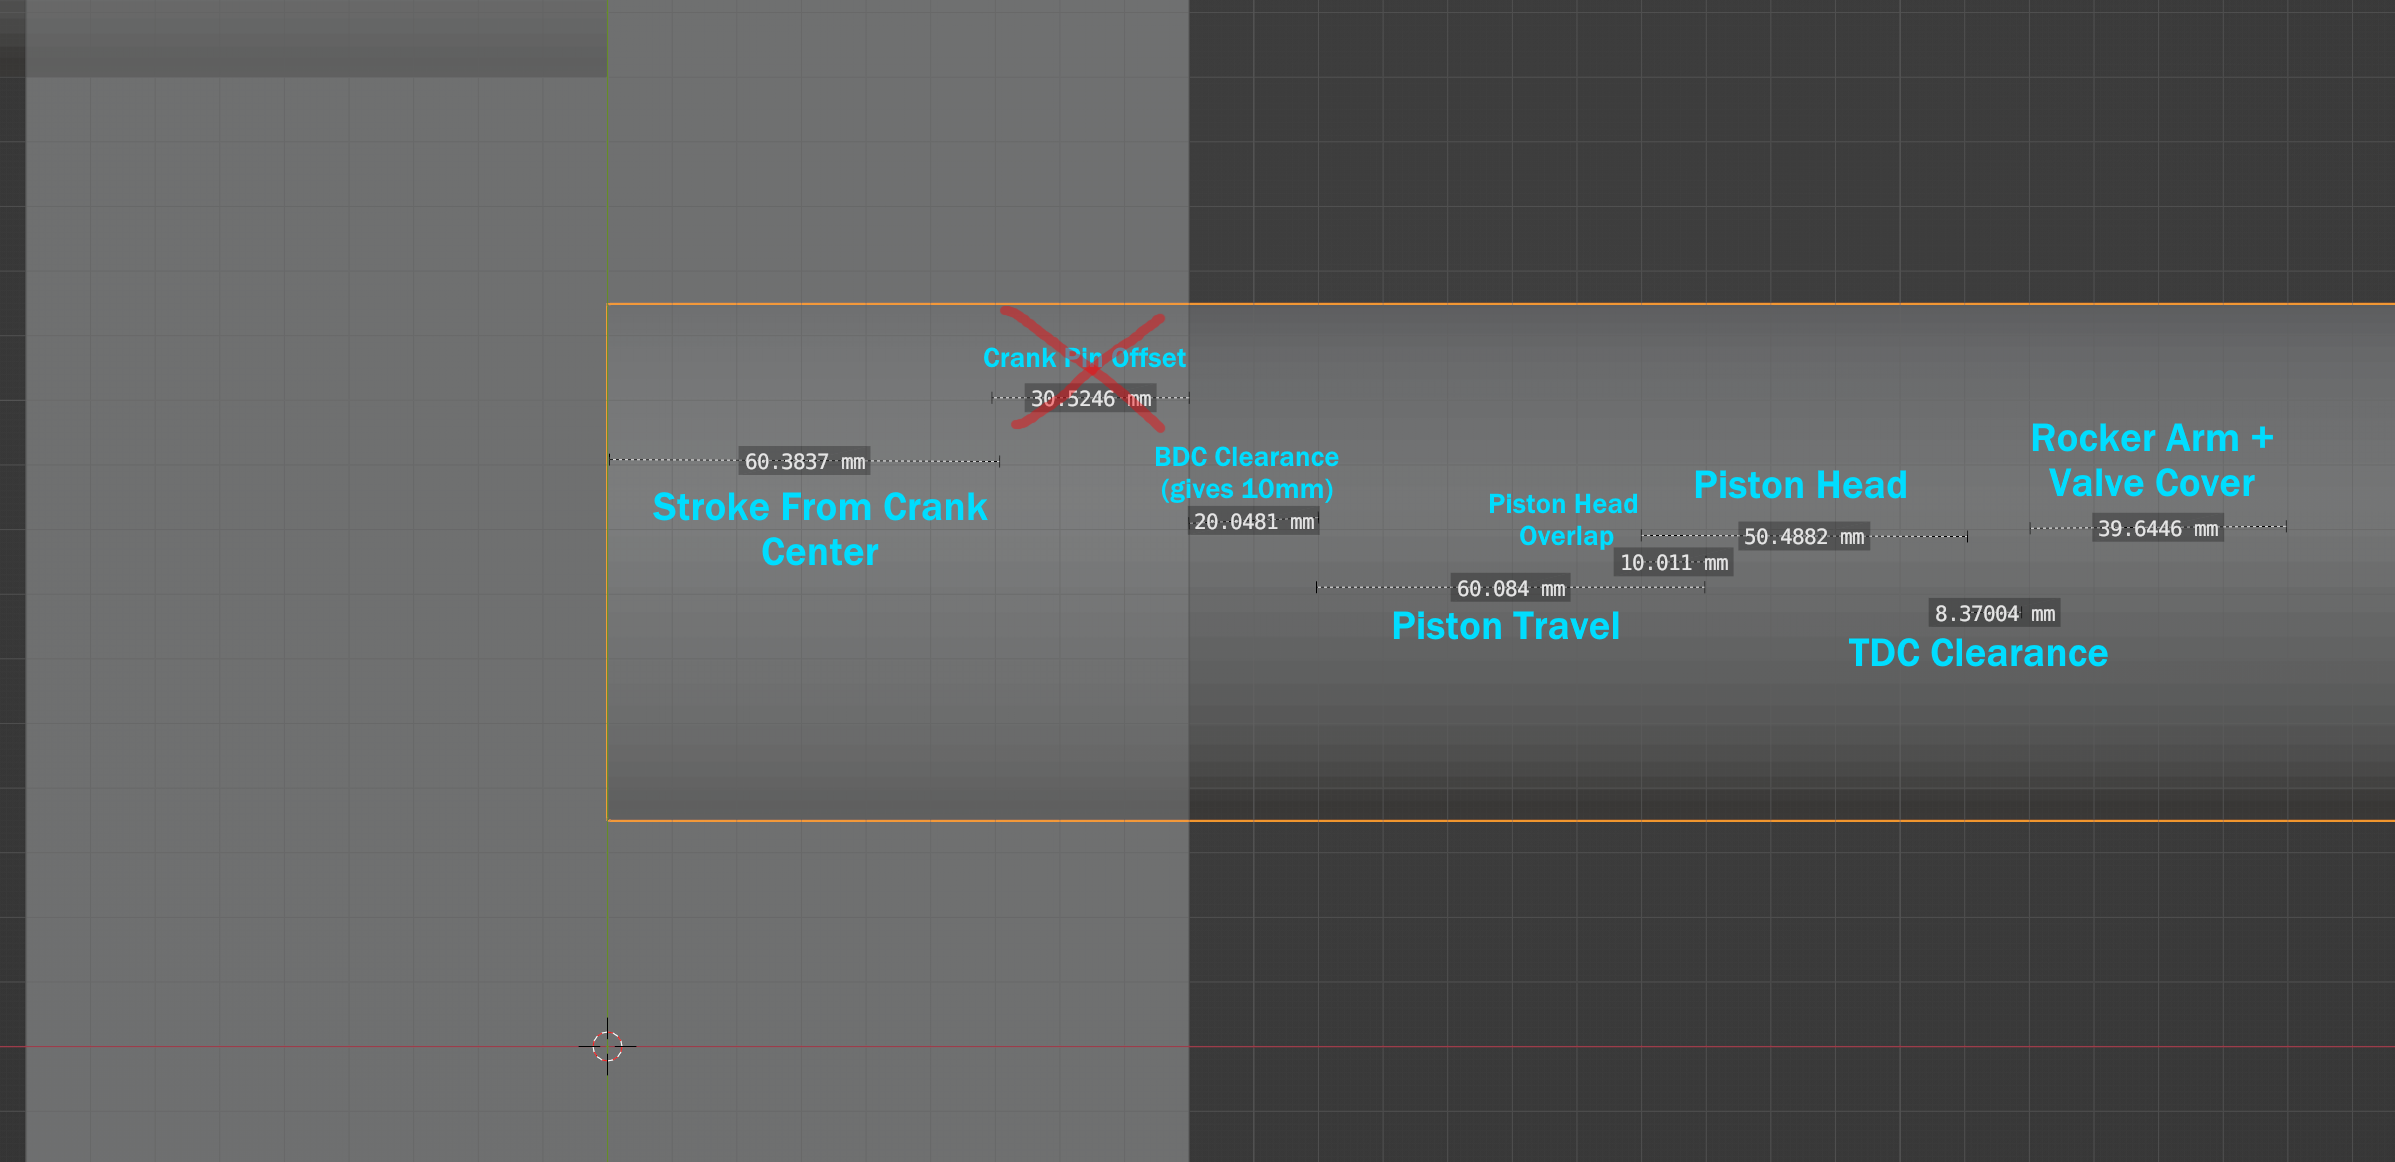 Crank Pin Offset
30.5246 mm
60.3837 mm
Stroke From Crank
Center
BDC Clearance
(gives 10mm)
20.0481 mm
Piston Head
Overlap
10.011 mm
60.084 mm
Piston Travel
Piston Head
50.4882 mm
8.37004 mm
TDC Clearance
Rocker Arm +
Valve Cover
39.6446 mm